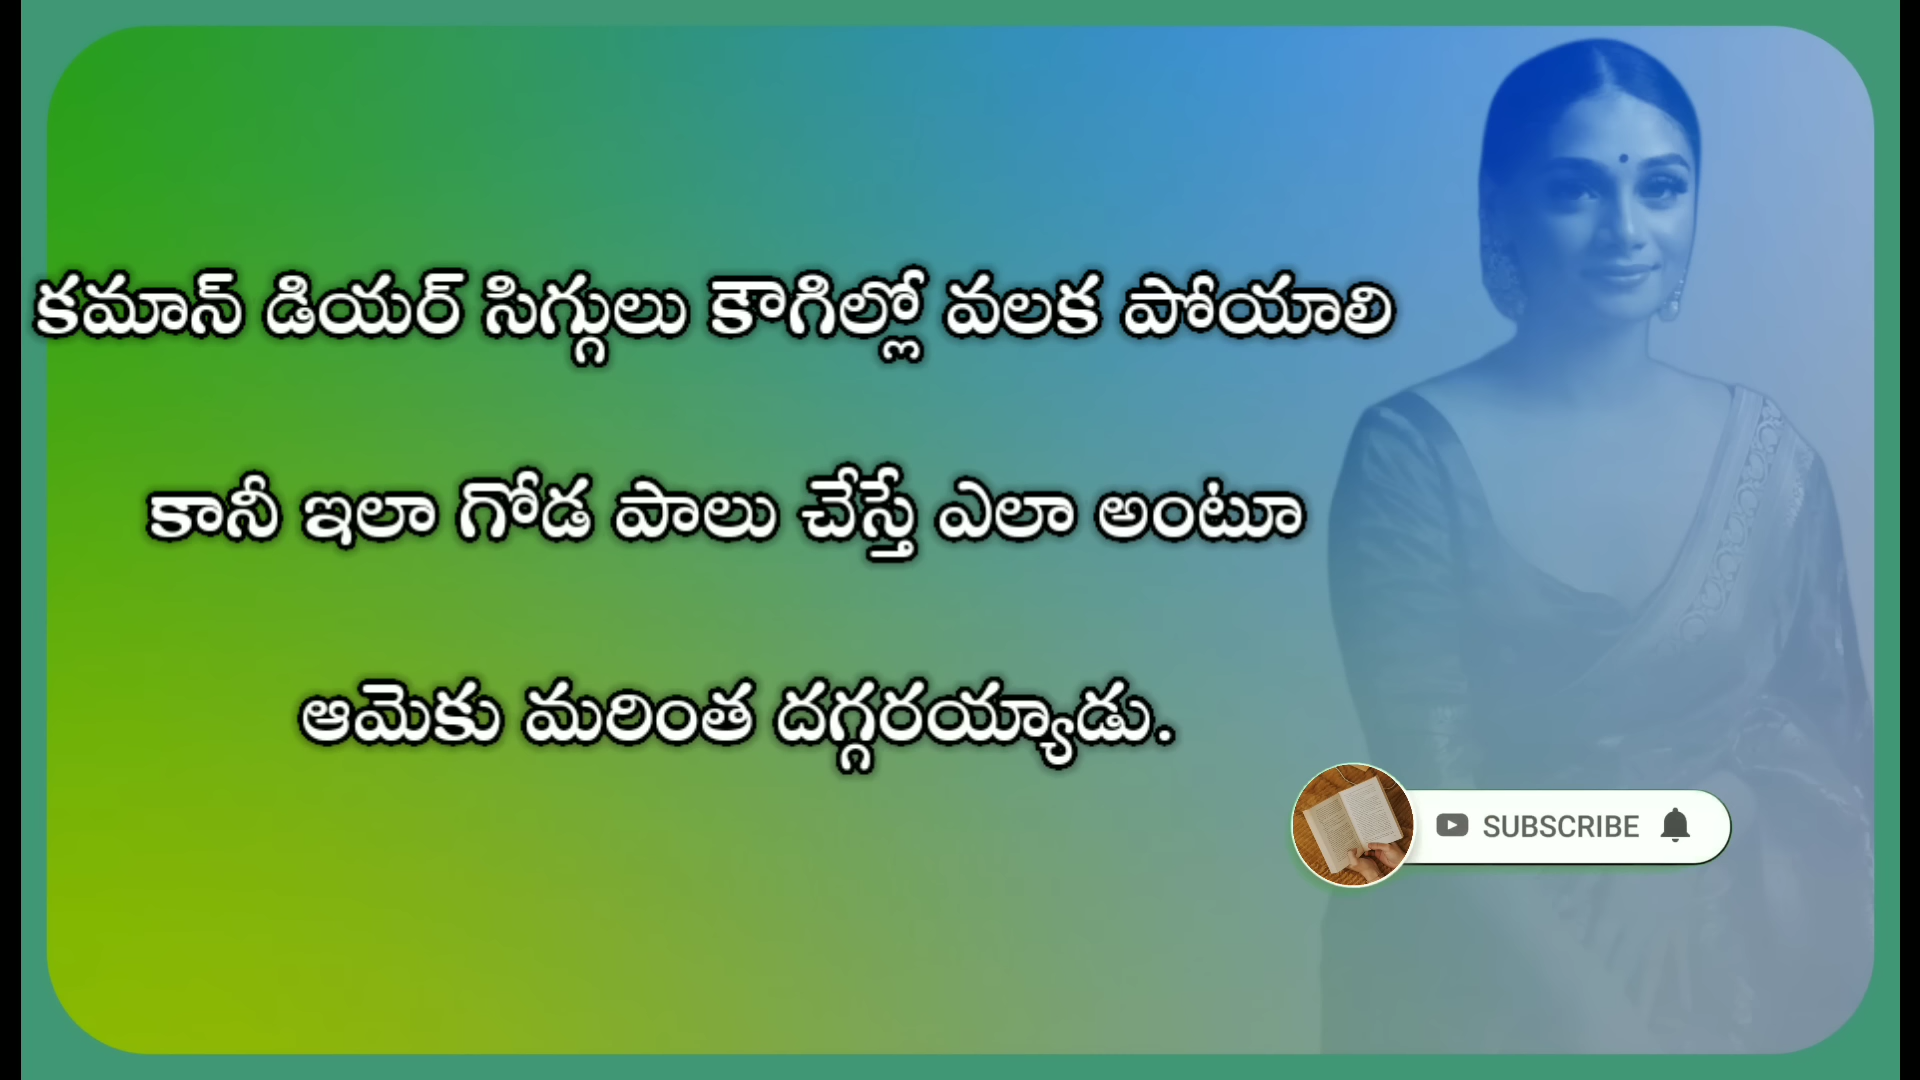 కమాన్ డియర్ సిగ్గులు కౌగిల్లో వలక పోయాలి
కానీ ఇలా గోడ పాలు చేస్తే ఎలా అంటూ
ఆమెకు మరింత దగ్గరయ్యాడు.
SUBSCRIBE